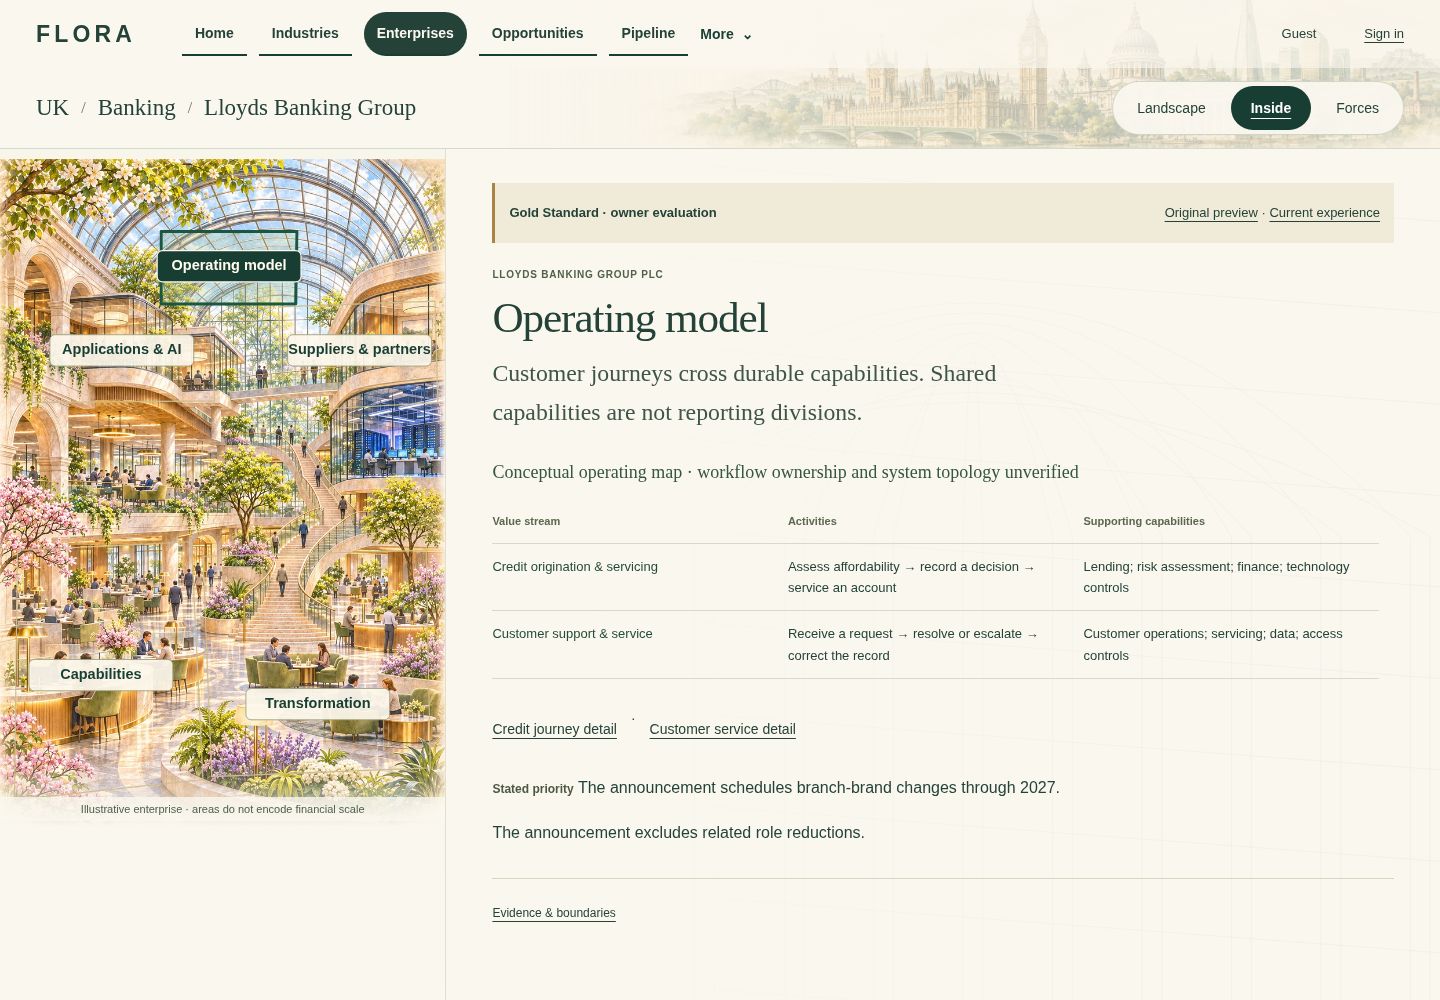 FLORA
Home
Industries
Enterprises
Opportunities
Pipeline
More
Guest
Sign in
UK / Banking / Lloyds Banking Group
Landscape
Inside
Forces
Operating model
Applications & AI
Suppliers & partners
Capabilities
Transformation
Illustrative enterprise · areas do not encode financial scale
Gold Standard · owner evaluation
Original preview · Current experience
LLOYDS BANKING GROUP PLC
Operating model
Customer journeys cross durable capabilities. Shared
capabilities are not reporting divisions.
Conceptual operating map · workflow ownership and system topology unverified
Value stream
Activities
Supporting capabilities
Credit origination & servicing
Assess affordability → record a decision →
service an account
Lending; risk assessment; finance; technology
controls
Customer support & service
Receive a request → resolve or escalate →
correct the record
Customer operations; servicing; data; access
controls
Credit journey detail · Customer service detail
Stated priority The announcement schedules branch-brand changes through 2027.
The announcement excludes related role reductions.
Evidence & boundaries